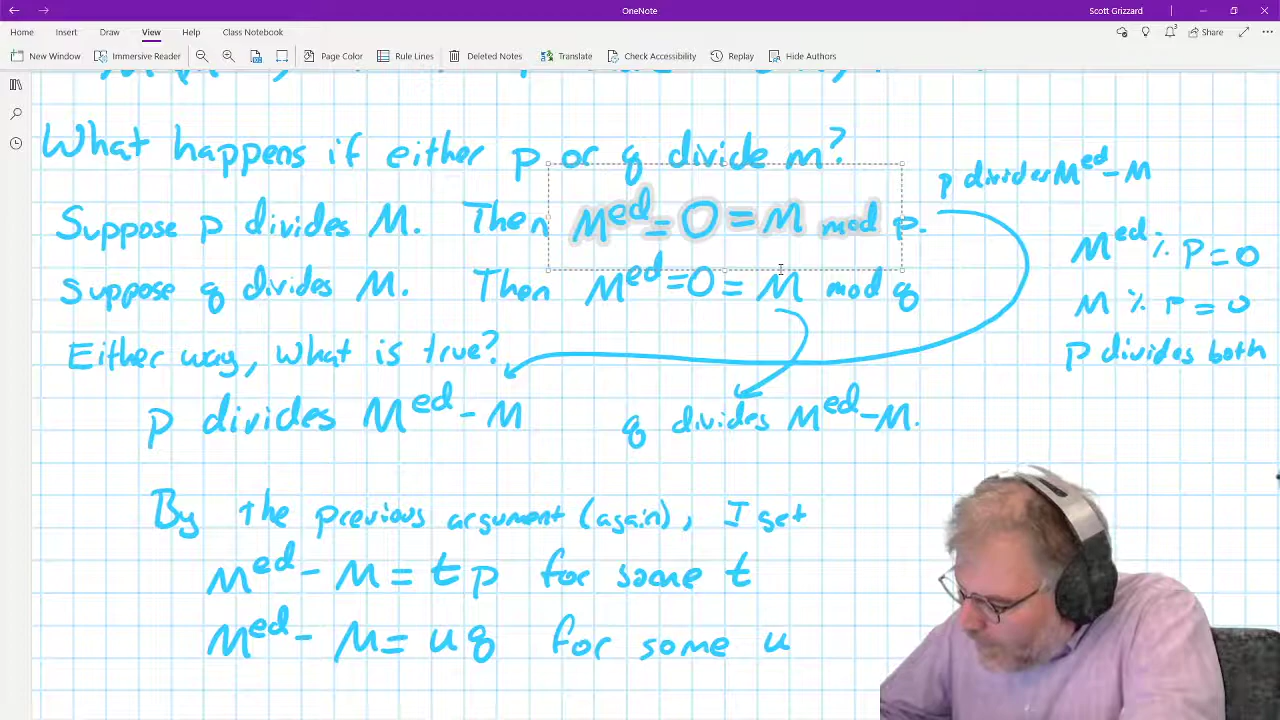 OneNote
Scott Grizzard
Home Insert Draw View Help Class Notebook
Share
New Window Immersive Reader Page Color Rule Lines Deleted Notes Translate Check Accessibility Replay Hide Authors
What happens if either p or q divide m?
Suppose p divides M. Then M^ed = 0 = M mod p.
Suppose q divides M. Then M^ed = 0 = M mod q
Either way, what is true?
p divides M^ed - M
q divides M^ed - M.
By the previous argument (again), I get
M^ed - M = tp for some t
M^ed - M = uq for some u
p divides M^ed - M
M^ed % p = 0
M % p = 0
p divides both